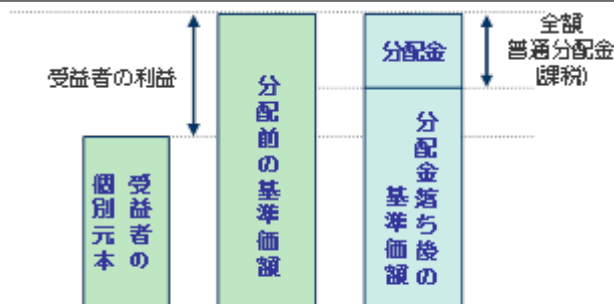 受益者の利益
受益者の
個別元本
分配前の基準価額
分配金
分配金落ち後の
基準価額
全額
普通分配金
(課税)